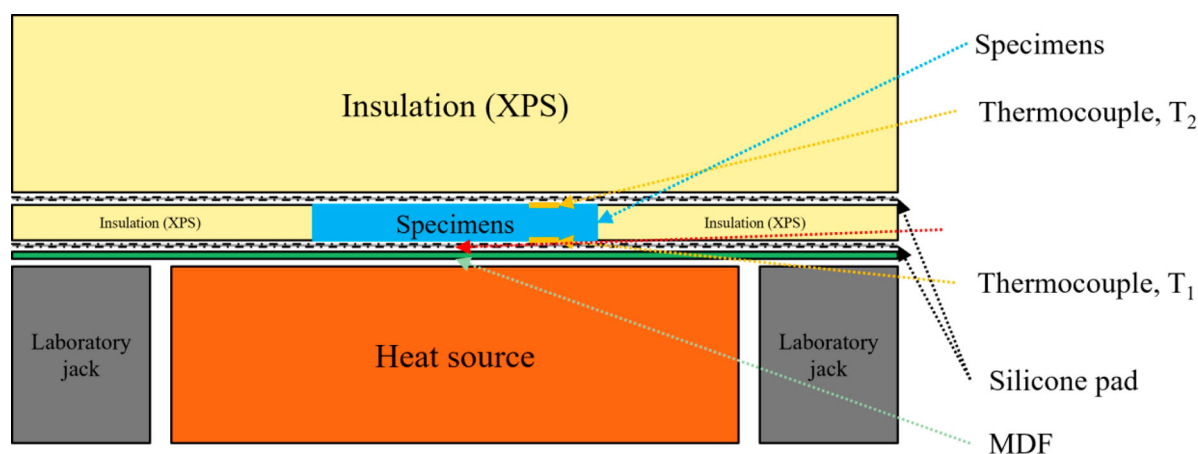 Insulation (XPS)
Specimens
Thermocouple, T₂
Insulation (XPS)
Specimens
Insulation (XPS)
Thermocouple, T₁
Laboratory
jack
Heat source
Laboratory
jack
Silicone pad
MDF